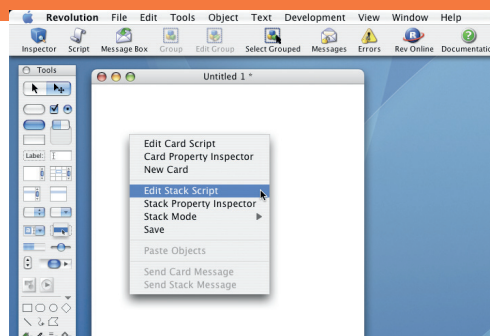 Revolution File Edit Tools Object Text Development View Window Help
Inspector Script Message Box Group Edit Group Select Grouped Messages Errors Rev Online Documentatio
Tools
Untitled 1 *
Label:
Edit Card Script
Card Property Inspector
New Card
Edit Stack Script
Stack Property Inspector
Stack Mode
Save
Paste Objects
Send Card Message
Send Stack Message